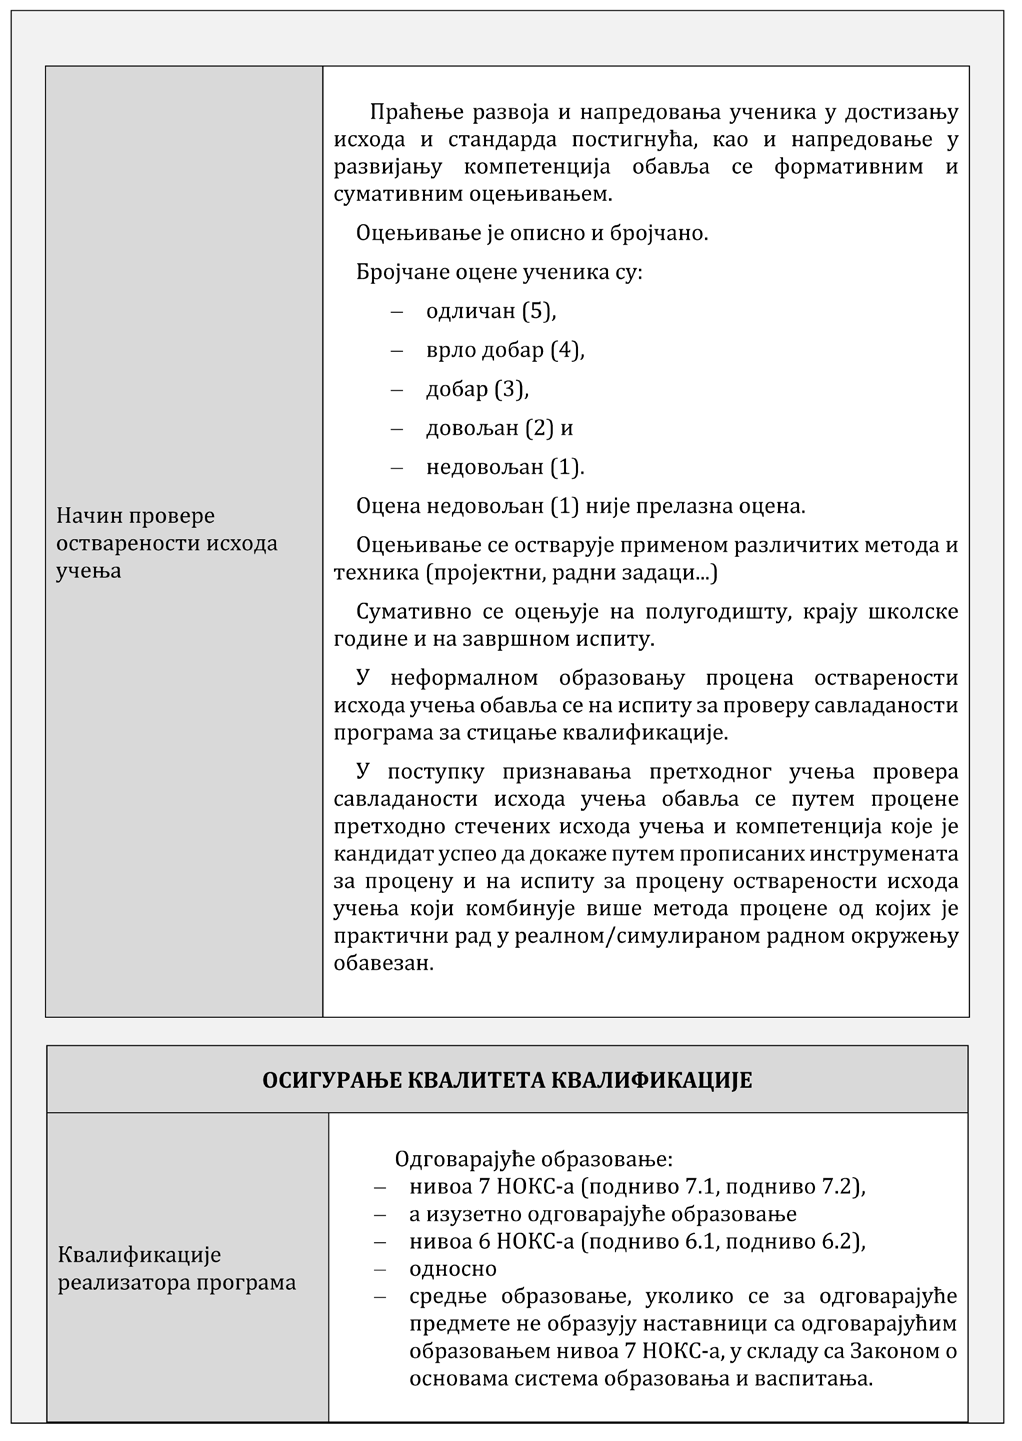 Праћење развоја и напредовања ученика у достизању
исхода и стандарда постигнућа, као и напредовање у
развијању компетенција обавља се формативним и
сумативним оцењивањем.
Оцењивање је описно и бројчано.
Бројчане оцене ученика су:
– одличан (5),
– врло добар (4),
– добар (3),
– довољан (2) и
– недовољан (1).
Оцена недовољан (1) није прелазна оцена.
Начин провере
остварености исхода
учења
Оцењивање се остварује применом различитих метода и
техника (пројектни, радни задаци...)
Сумативно се оцењује на полугодишту, крају школске
године и на завршном испиту.
У неформалном образовању процена остварености
исхода учења обавља се на испиту за проверу савладаности
програма за стицање квалификације.
У поступку признавања претходног учења провера
савладаности исхода учења обавља се путем процене
претходно стечених исхода учења и компетенција које је
кандидат успео да докаже путем прописаних инструмената
за процену и на испиту за процену остварености исхода
учења који комбинује више метода процене од којих је
практични рад у реалном/симулираном радном окружењу
обавезан.
ОСИГУРАЊЕ КВАЛИТЕТА КВАЛИФИКАЦИЈЕ
Квалификације
реализатора програма
Одговарајуће образовање:
– нивоа 7 НОКС-а (подниво 7.1, подниво 7.2),
– а изузетно одговарајуће образовање
– нивоа 6 НОКС-а (подниво 6.1, подниво 6.2),
– односно
– средње образовање, уколико се за одговарајуће
предмете не образују наставници са одговарајућим
образовањем нивоа 7 НОКС-а, у складу са Законом о
основама система образовања и васпитања.